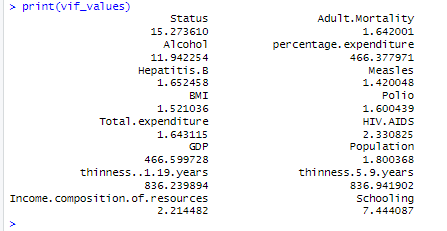 > print(vif_values)
Status Adult.Mortality
15.273610 1.642001
Alcohol percentage.expenditure
11.942254 466.377971
Hepatitis.B Measles
1.652458 1.420048
BMI Polio
1.521036 1.600439
Total.expenditure HIV.AIDS
1.643115 2.330825
GDP Population
466.599728 1.800368
thinness..1.19.years thinness.5.9.years
836.239894 836.941902
Income.composition.of.resources Schooling
2.214482 7.444087
>